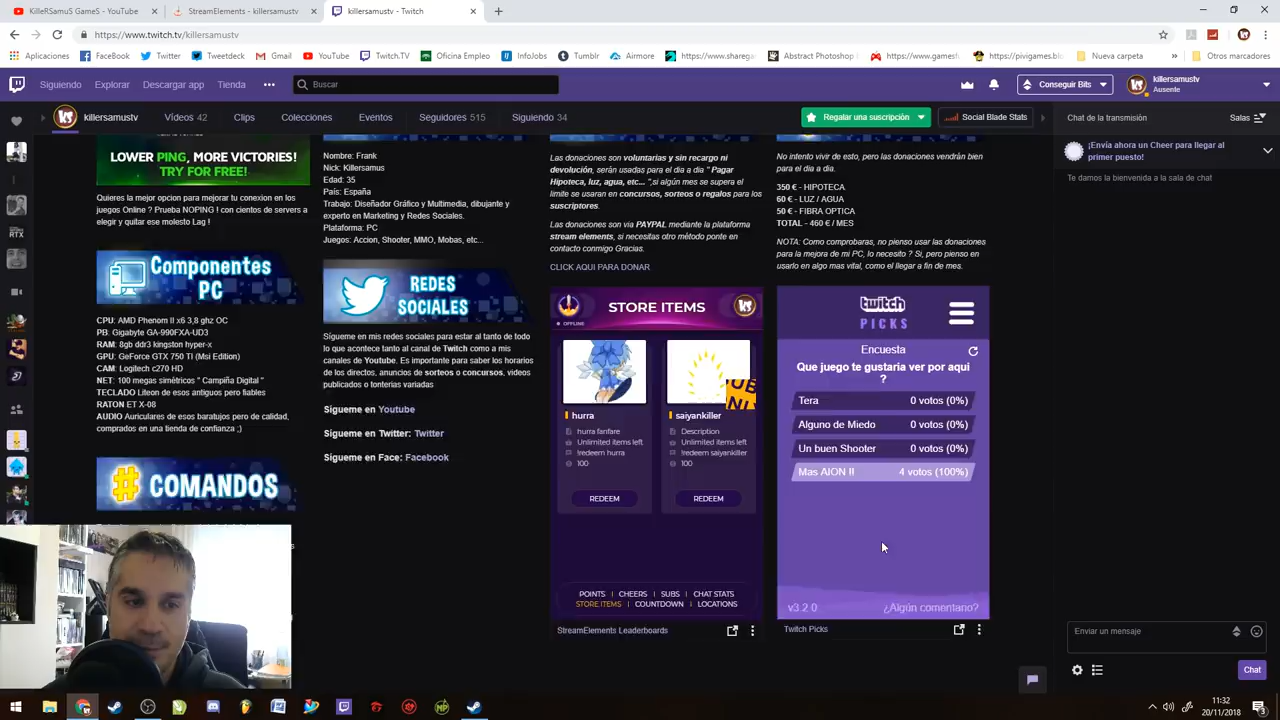 KilleRSamuS GameS - YouTube
StreamElements - killersamustv
killersamustv - Twitch
https://www.twitch.tv/killersamustv
Aplicaciones
FaceBook
Twitter
Tweetdeck
Gmail
YouTube
Twitch.TV
Oficina Empleo
InfoJobs
Tumblr
Airmore
https://www.sharega
Abstract Photoshop
https://www.gamesf
https://pivigames.bl
Nueva carpeta
»
Otros marcadores
Siguiendo
Explorar
Descargar app
Tienda
•••
Buscar
Conseguir Bits
killersamustv
Ausente
killersamustv
Vídeos 42
Clips
Colecciones
Eventos
Seguidores 515
Siguiendo 34
Regalar una suscripción
Social Blade Stats
Chat de la transmisión
Salas
¡Envía ahora un Cheer para llegar al
primer puesto!
Te damos la bienvenida a la sala de chat
LOWER PING, MORE VICTORIES!
TRY FOR FREE!
Quieres la mejor opcion para mejorar tu conexion en los
juegos Online ? Prueba NOPING ! con cientos de servers a
elegir y quitar ese molesto Lag !
Componentes
PC
CPU: AMD Phenom II x6 3,8 ghz OC
PB: Gigabyte GA-990FXA-UD3
RAM: 8gb ddr3 kingston hyper-x
GPU: GeForce GTX 750 TI (Msi Edition)
CAM: Logitech c270 HD
NET: 100 megas simétricos " Campiña Digital "
TECLADO Liteon de esos antiguos pero fiables
RATON ET X-08
AUDIO Auriculares de esos baratujos pero de calidad,
comprados en una tienda de confianza ;)
# COMANDOS
Nombre: Frank
Nick: Killersamus
Edad: 35
País: España
Trabajo: Diseñador Gráfico y Multimedia, dibujante y
experto en Marketing y Redes Sociales.
Plataforma: PC
Juegos: Accion, Shooter, MMO, Mobas, etc...
REDES
SOCIALES
Sígueme en mis redes sociales para estar al tanto de todo
lo que acontece tanto el canal de Twitch como a mis
canales de Youtube. Es importante para saber los horarios
de los directos, anuncios de sorteos o concursos, videos
publicados o tonterias variadas
Sigueme en Youtube
Sigueme en Twitter: Twitter
Sigueme en Face: Facebook
Las donaciones son voluntarias y sin recargo ni
devolución, serán usadas para el dia a dia " Pagar
Hipoteca, luz, agua, etc... ",si algún mes se supera el
limite se usaran en concursos, sorteos o regalos para los
suscriptores.
Las donaciones son via PAYPAL mediante la plataforma
stream elements, si necesitas otro método ponte en
contacto conmigo Gracias.
CLICK AQUI PARA DONAR
STORE ITEMS
OFFLINE
hurra
hurra fanfare
Unlimited items left
!redeem hurra
100
REDEEM
saiyankiller
Description
Unlimited items left
!redeem saiyankiller
100
REDEEM
POINTS | CHEERS | SUBS | CHAT STATS
STORE ITEMS | COUNTDOWN | LOCATIONS
StreamElements Leaderboards
No intento vivir de esto, pero las donaciones vendrán bien
para el dia a dia.
350 € - HIPOTECA
60 € - LUZ / AGUA
50 € - FIBRA OPTICA
TOTAL - 460 € / MES
NOTA: Como comprobaras, no pienso usar las donaciones
para la mejora de mi PC, lo necesito ? Sí, pero pienso en
usarlo en algo mas vital, como el llegar a fin de mes.
twitch
PICKS
Encuesta
Que juego te gustaria ver por aqui
?
Tera 0 votos (0%)
Alguno de Miedo 0 votos (0%)
Un buen Shooter 0 votos (0%)
Mas AION !! 4 votos (100%)
v3.2.0
¿Algún comentario?
Twitch Picks
Enviar un mensaje
Chat
11:32
20/11/2018